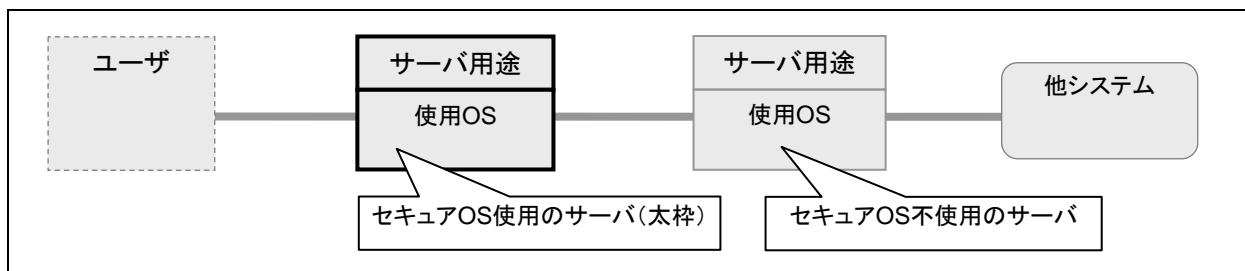 ユーザ
サーバ用途
使用OS
サーバ用途
使用OS
他システム
セキュアOS使用のサーバ(太枠)
セキュアOS不使用のサーバ